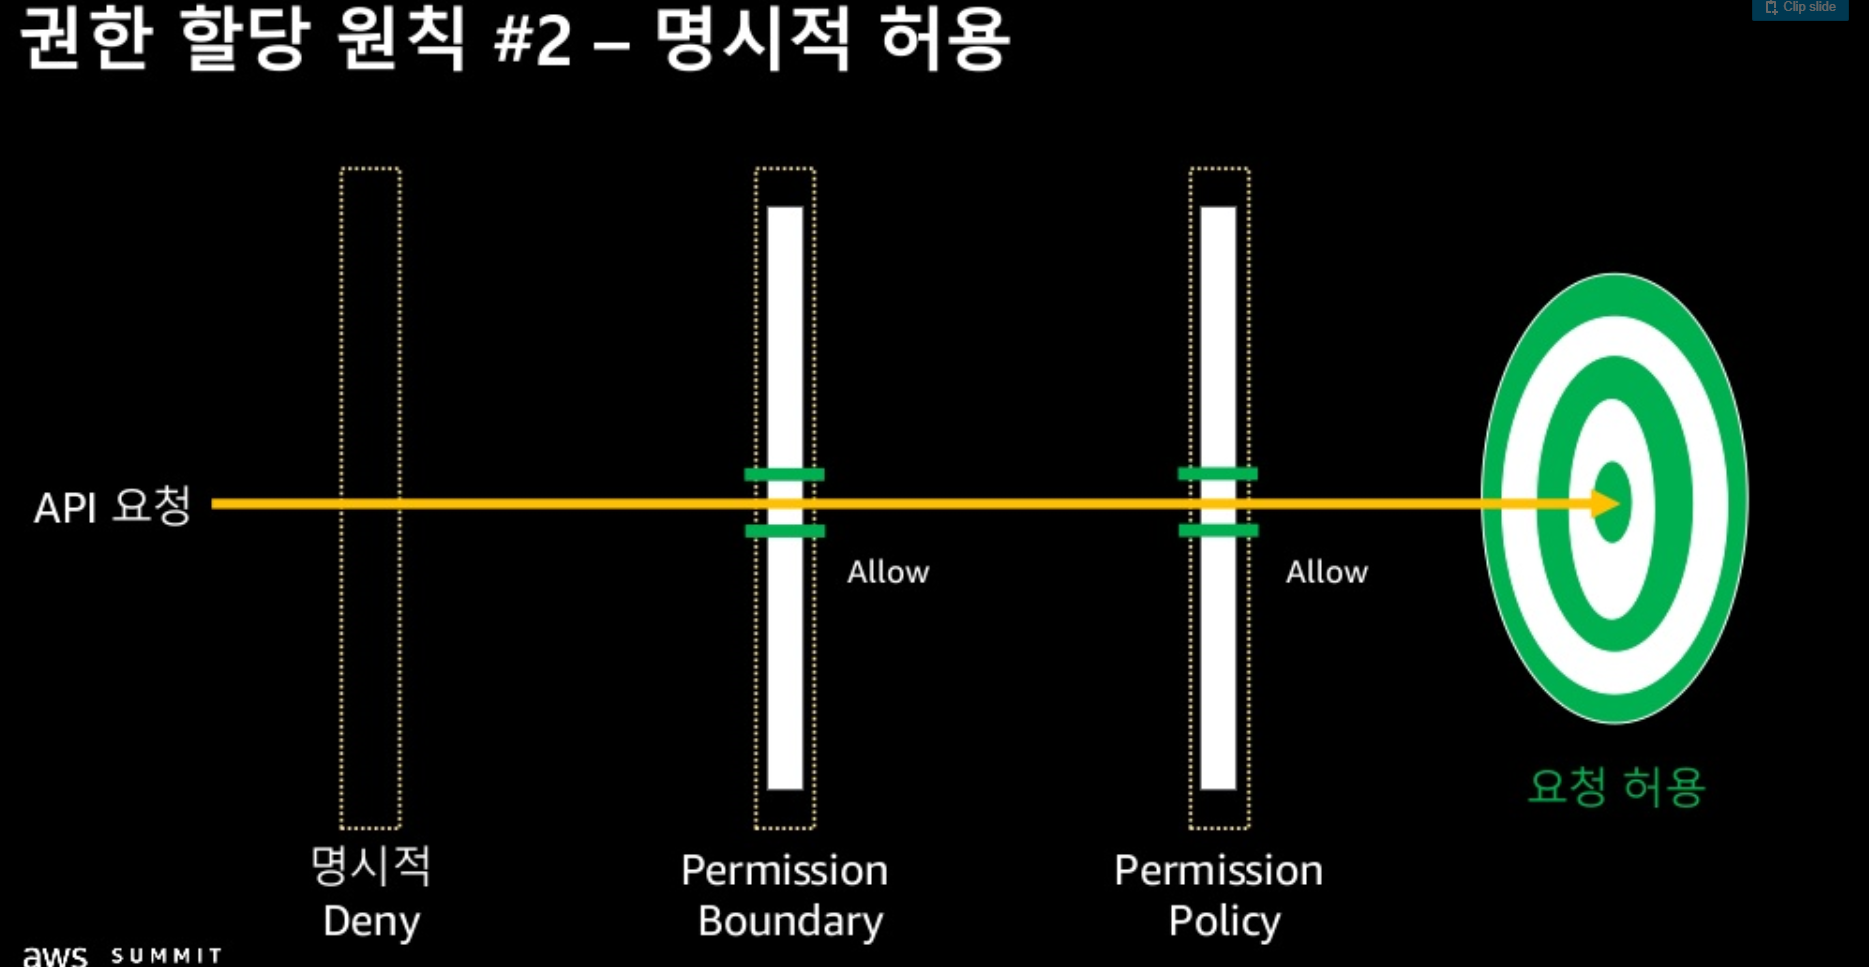 Clip slide
권한 할당 원칙 #2 – 명시적 허용
API 요청
Allow
Allow
요청 허용
명시적
Deny
Permission
Boundary
Permission
Policy
aws SUMMIT